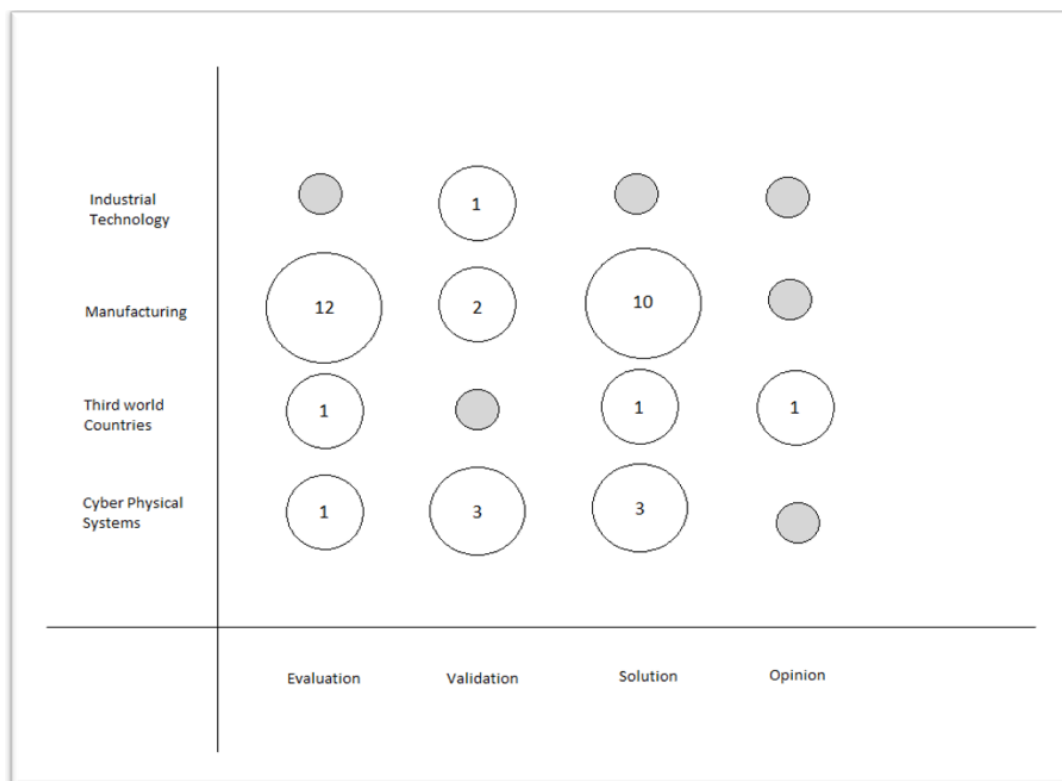 Industrial
Technology
1
Manufacturing
12
2
10
Third world
Countries
1
1
1
Cyber Physical
Systems
1
3
3
Evaluation
Validation
Solution
Opinion